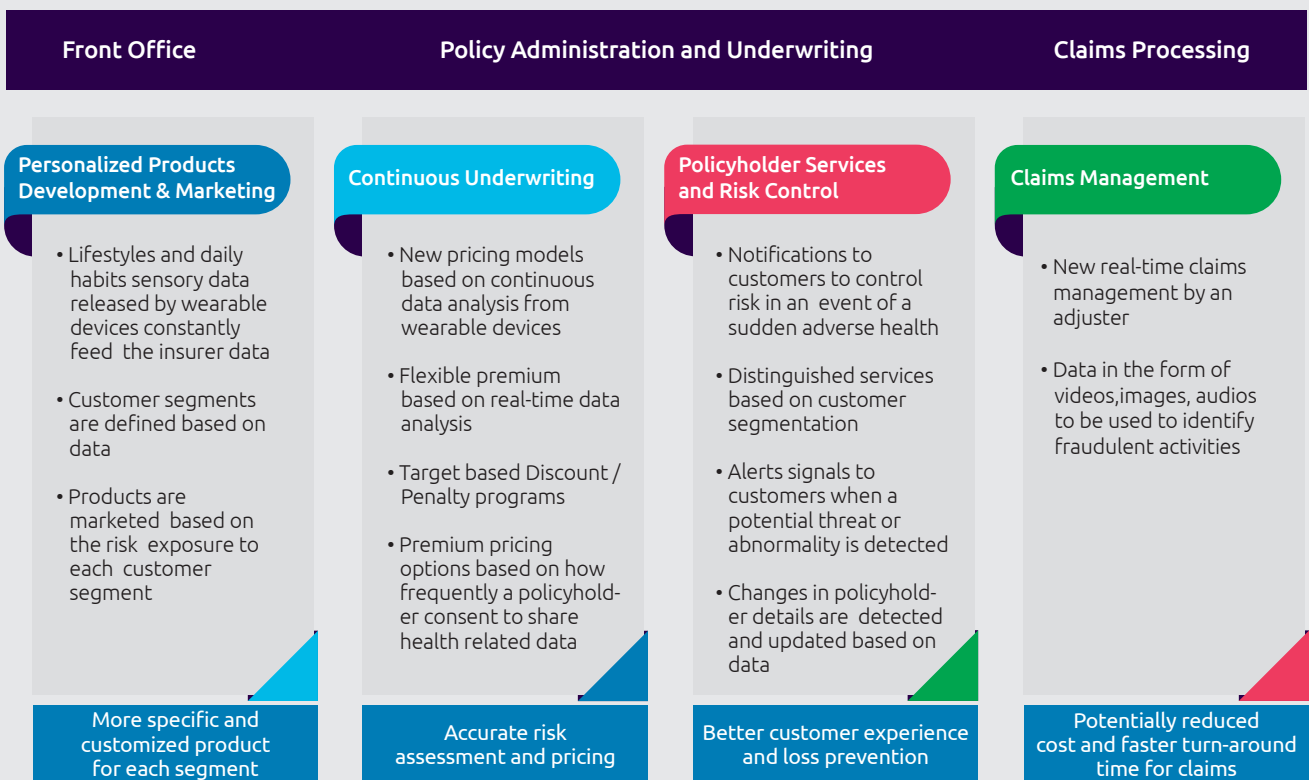 Front Office
Policy Administration and Underwriting
Claims Processing
Personalized Products
Development & Marketing
• Lifestyles and daily
habits sensory data
released by wearable
devices constantly
feed the insurer data
• Customer segments
are defined based on
data
• Products are
marketed based on
the risk exposure to
each customer
segment
More specific and
customized product
for each segment
Continuous Underwriting
• New pricing models
based on continuous
data analysis from
wearable devices
• Flexible premium
based on real-time data
analysis
• Target based Discount /
Penalty programs
• Premium pricing
options based on how
frequently a policyhold-
er consent to share
health related data
Accurate risk
assessment and pricing
Policyholder Services
and Risk Control
• Notifications to
customers to control
risk in an event of a
sudden adverse health
• Distinguished services
based on customer
segmentation
• Alerts signals to
customers when a
potential threat or
abnormality is detected
• Changes in policyhold-
er details are detected
and updated based on
data
Better customer experience
and loss prevention
Claims Management
• New real-time claims
management by an
adjuster
• Data in the form of
videos,images, audios
to be used to identify
fraudulent activities
Potentially reduced
cost and faster turn-around
time for claims